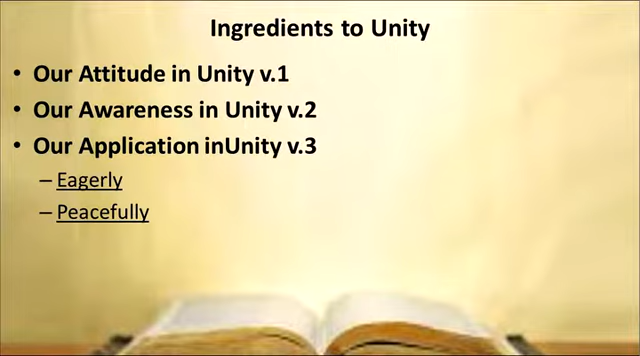 Ingredients to Unity
• Our Attitude in Unity v.1
• Our Awareness in Unity v.2
• Our Application inUnity v.3
– Eagerly
– Peacefully